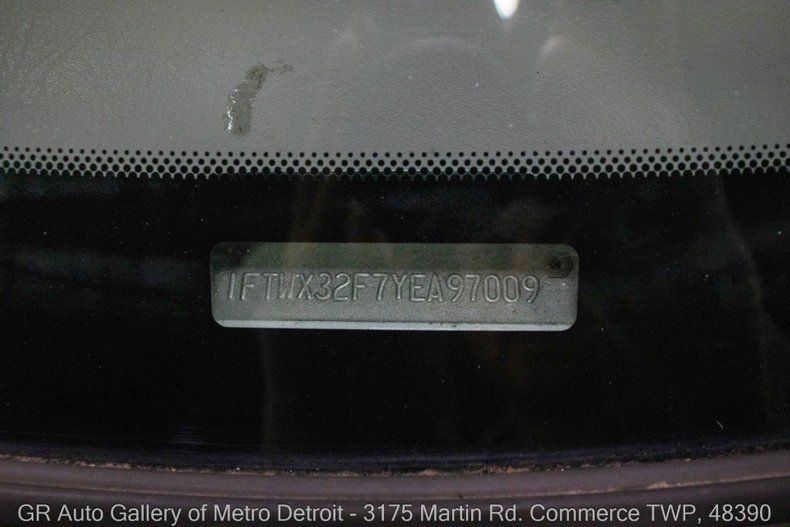 1FTWX32F7YEA97009
GR Auto Gallery of Metro Detroit - 3175 Martin Rd. Commerce TWP, 48390